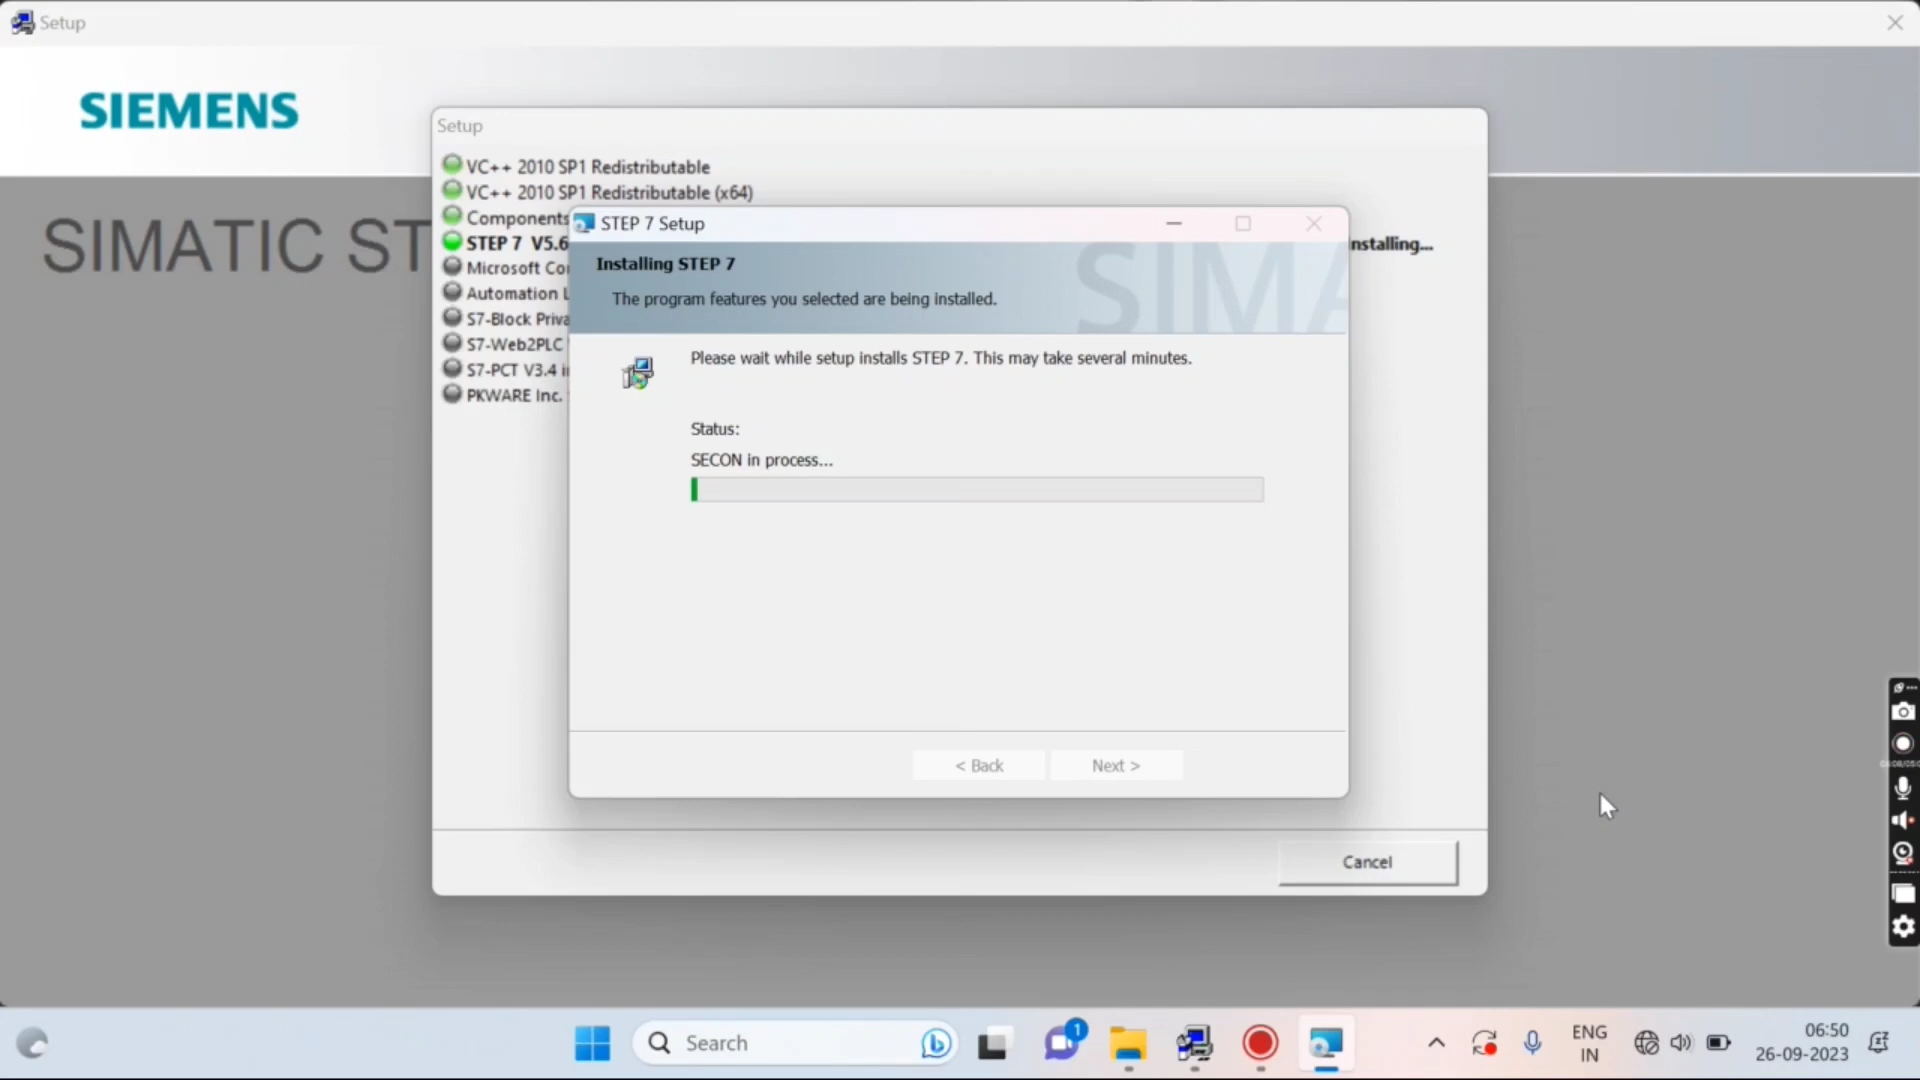 Setup
SIEMENS
SIMATIC ST
Setup
VC++ 2010 SP1 Redistributable
VC++ 2010 SP1 Redistributable (x64)
Components
STEP 7 V5.6
nstalling...
Microsoft Co
Automation L
S7-Block Priva
S7-Web2PLC
S7-PCT V3.4 i
PKWARE Inc.
STEP 7 Setup
Installing STEP 7
The program features you selected are being installed.
SIMA
Please wait while setup installs STEP 7. This may take several minutes.
Status:
SECON in process...
< Back
Next >
Cancel
Search
1
ENG
IN
06:50
26-09-2023